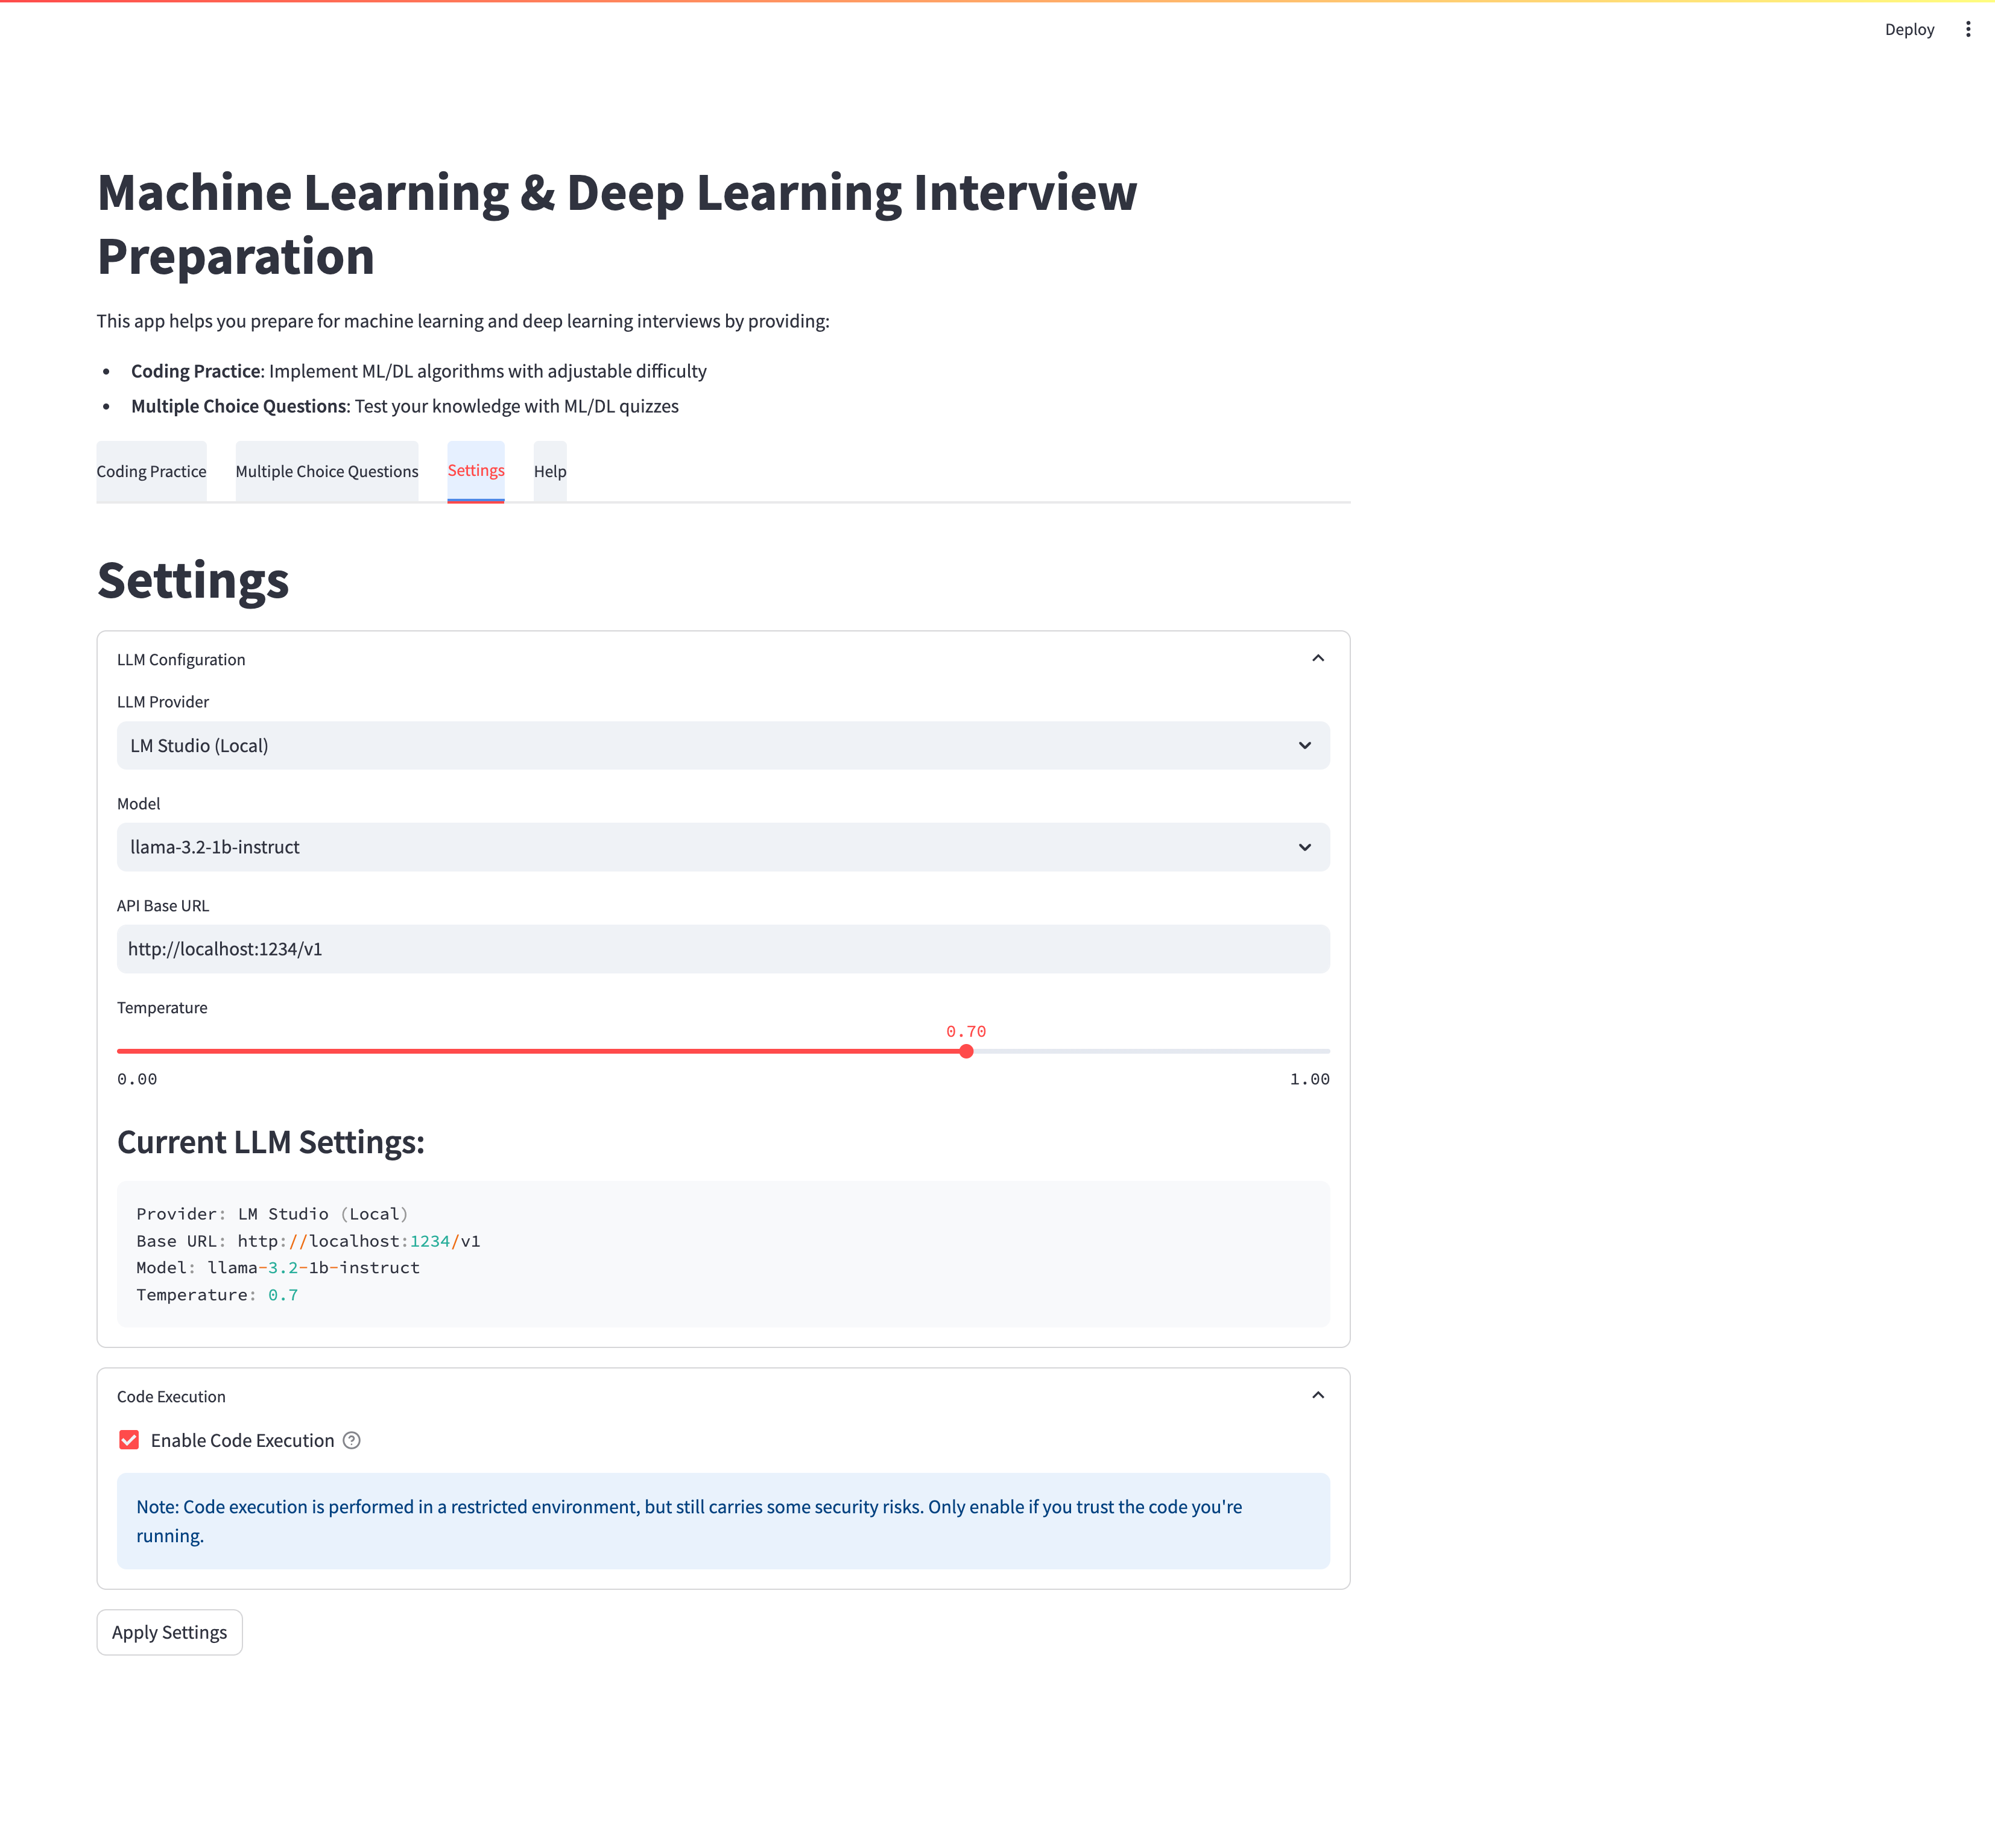 Deploy
Machine Learning & Deep Learning Interview
Preparation
This app helps you prepare for machine learning and deep learning interviews by providing:
• Coding Practice: Implement ML/DL algorithms with adjustable difficulty
• Multiple Choice Questions: Test your knowledge with ML/DL quizzes
Coding Practice Multiple Choice Questions Settings Help
Settings
LLM Configuration
LLM Provider
LM Studio (Local)
Model
llama-3.2-1b-instruct
API Base URL
http://localhost:1234/v1
Temperature
0.70
0.00 1.00
Current LLM Settings:
Provider: LM Studio (Local)
Base URL: http://localhost:1234/v1
Model: llama-3.2-1b-instruct
Temperature: 0.7
Code Execution
Enable Code Execution
Note: Code execution is performed in a restricted environment, but still carries some security risks. Only enable if you trust the code you're
running.
Apply Settings